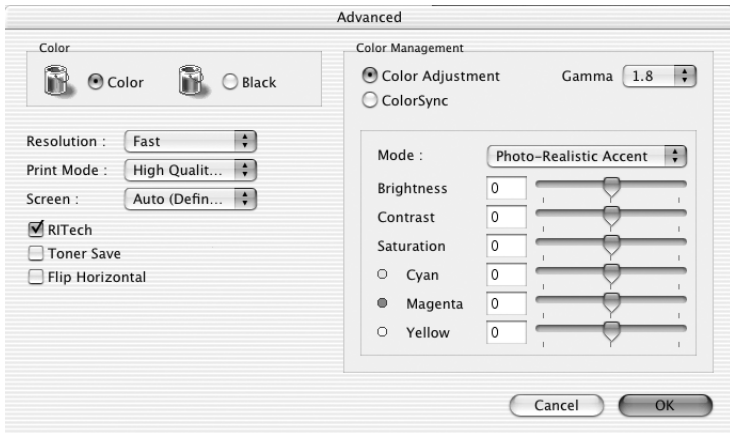 Advanced
Color
Color
Black
Resolution : Fast
Print Mode : High Qualit...
Screen : Auto (Defin...
RITech
Toner Save
Flip Horizontal
Color Management
Color Adjustment Gamma 1.8
ColorSync
Mode : Photo-Realistic Accent
Brightness 0
Contrast 0
Saturation 0
Cyan 0
Magenta 0
Yellow 0
Cancel OK